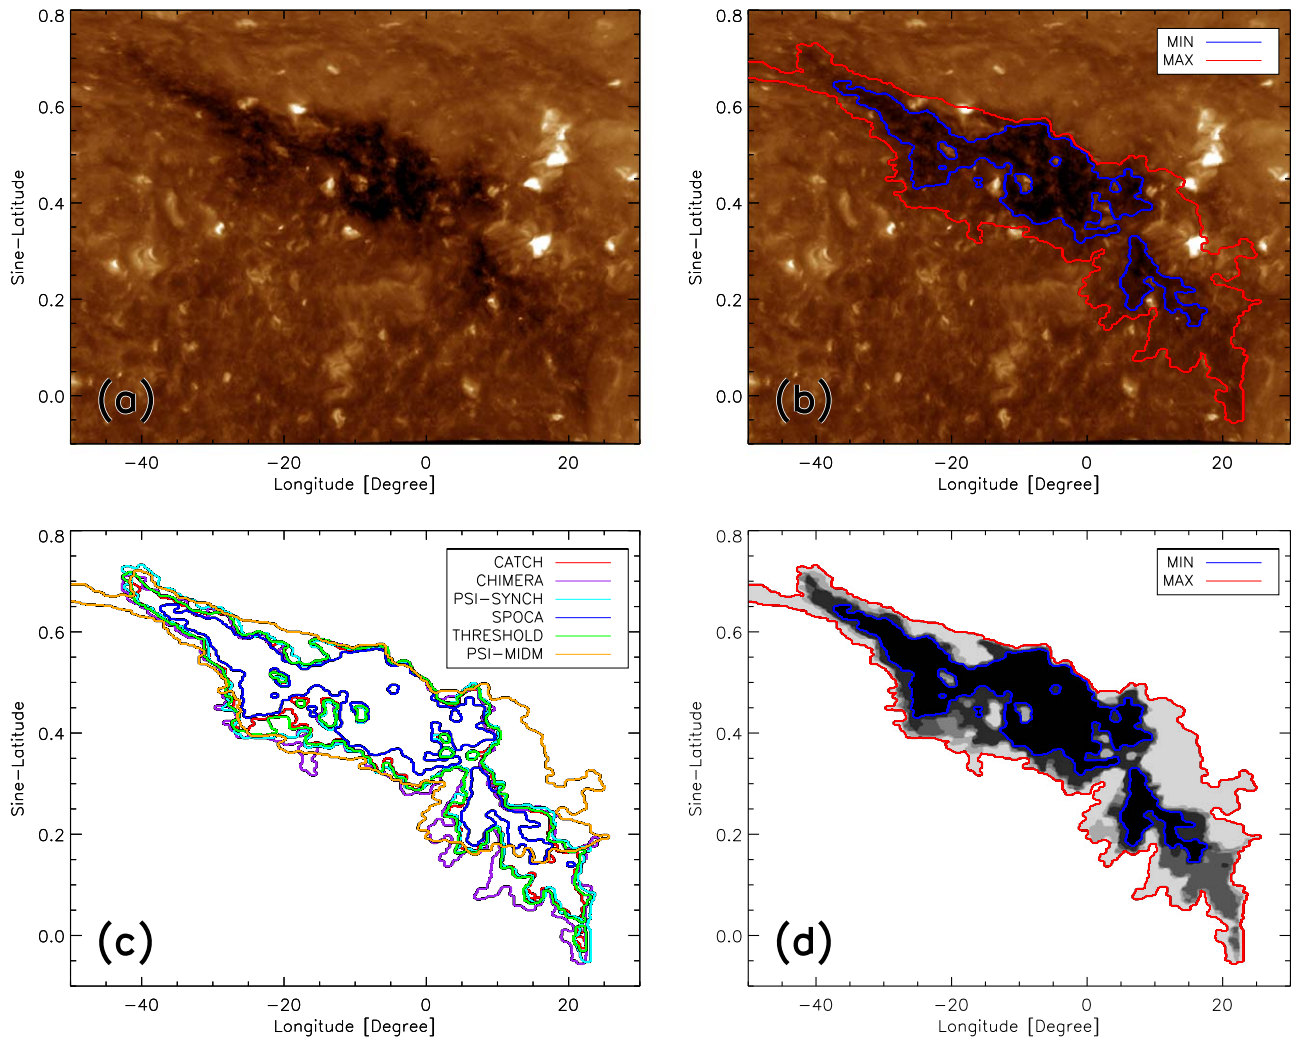 0.8
0.6
0.4
0.2
0.0
Sine-Latitude
(a)
-40 -20 0 20
Longitude [Degree]
0.8
0.6
0.4
0.2
0.0
Sine-Latitude
MIN
MAX
(b)
-40 -20 0 20
Longitude [Degree]
0.8
0.6
0.4
0.2
0.0
Sine-Latitude
CATCH
CHIMERA
PSI-SYNCH
SPOCA
THRESHOLD
PSI-MIDM
(c)
-40 -20 0 20
Longitude [Degree]
0.8
0.6
0.4
0.2
0.0
Sine-Latitude
MIN
MAX
(d)
-40 -20 0 20
Longitude [Degree]